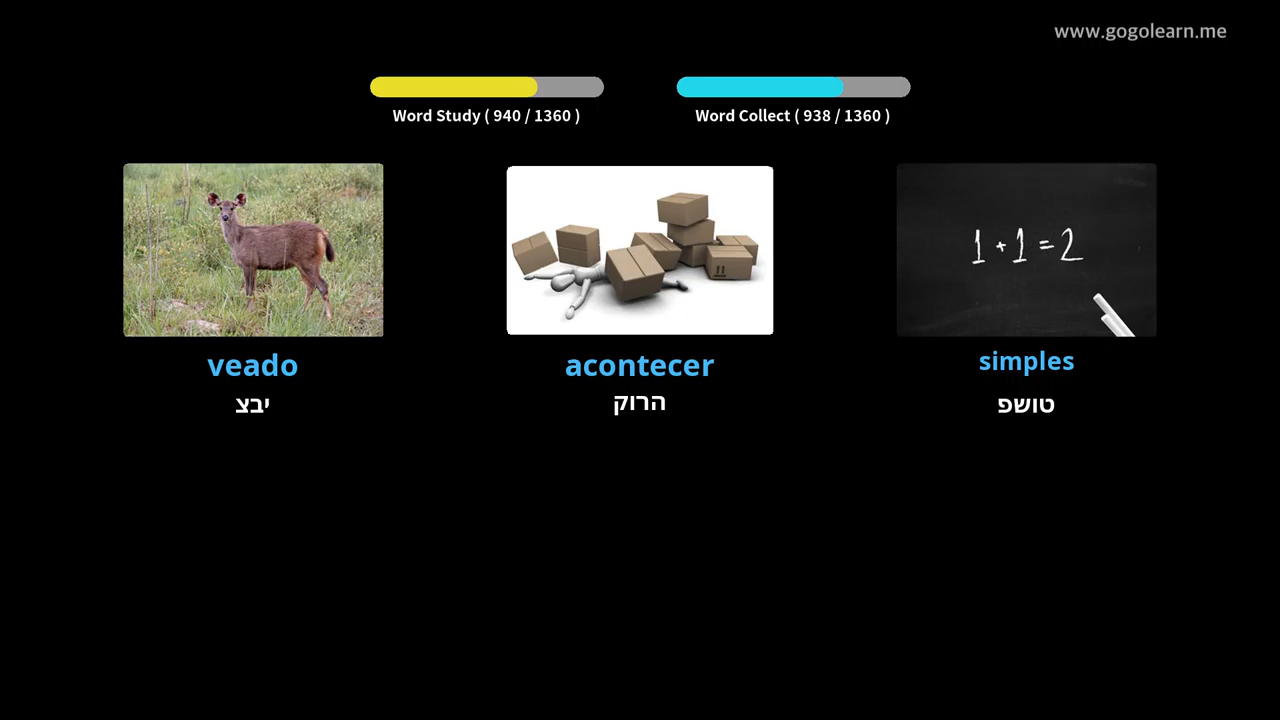 www.gogolearn.me
Word Study ( 940 / 1360 )
Word Collect ( 938 / 1360 )
veado
יבצ
acontecer
הרוק
1 + 1 = 2
simples
טושפ